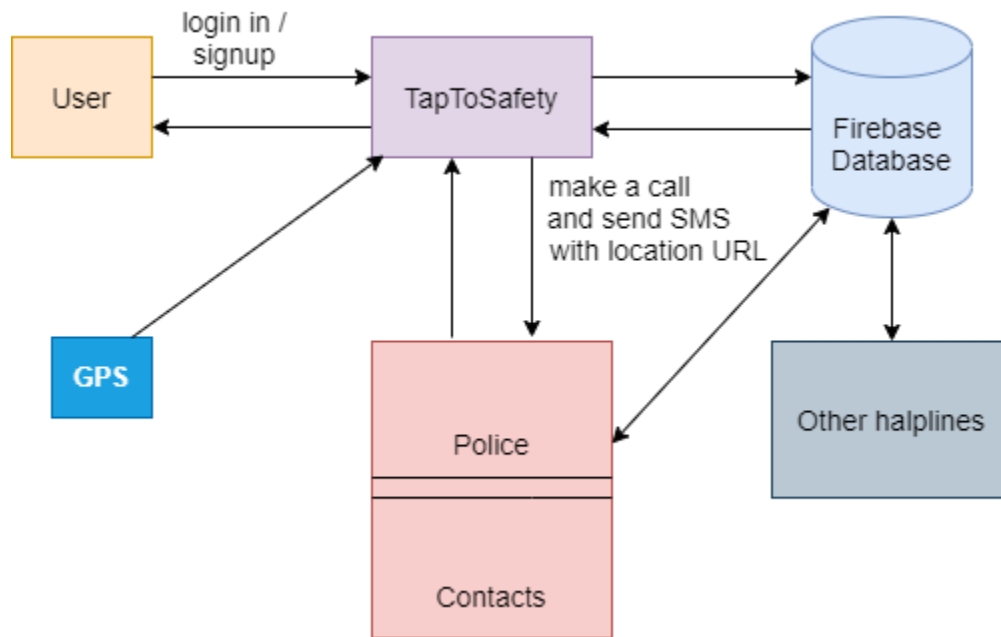 login in /
signup
User
TapToSafety
Firebase
Database
make a call
and send SMS
with location URL
GPS
Police
Other halplines
Contacts